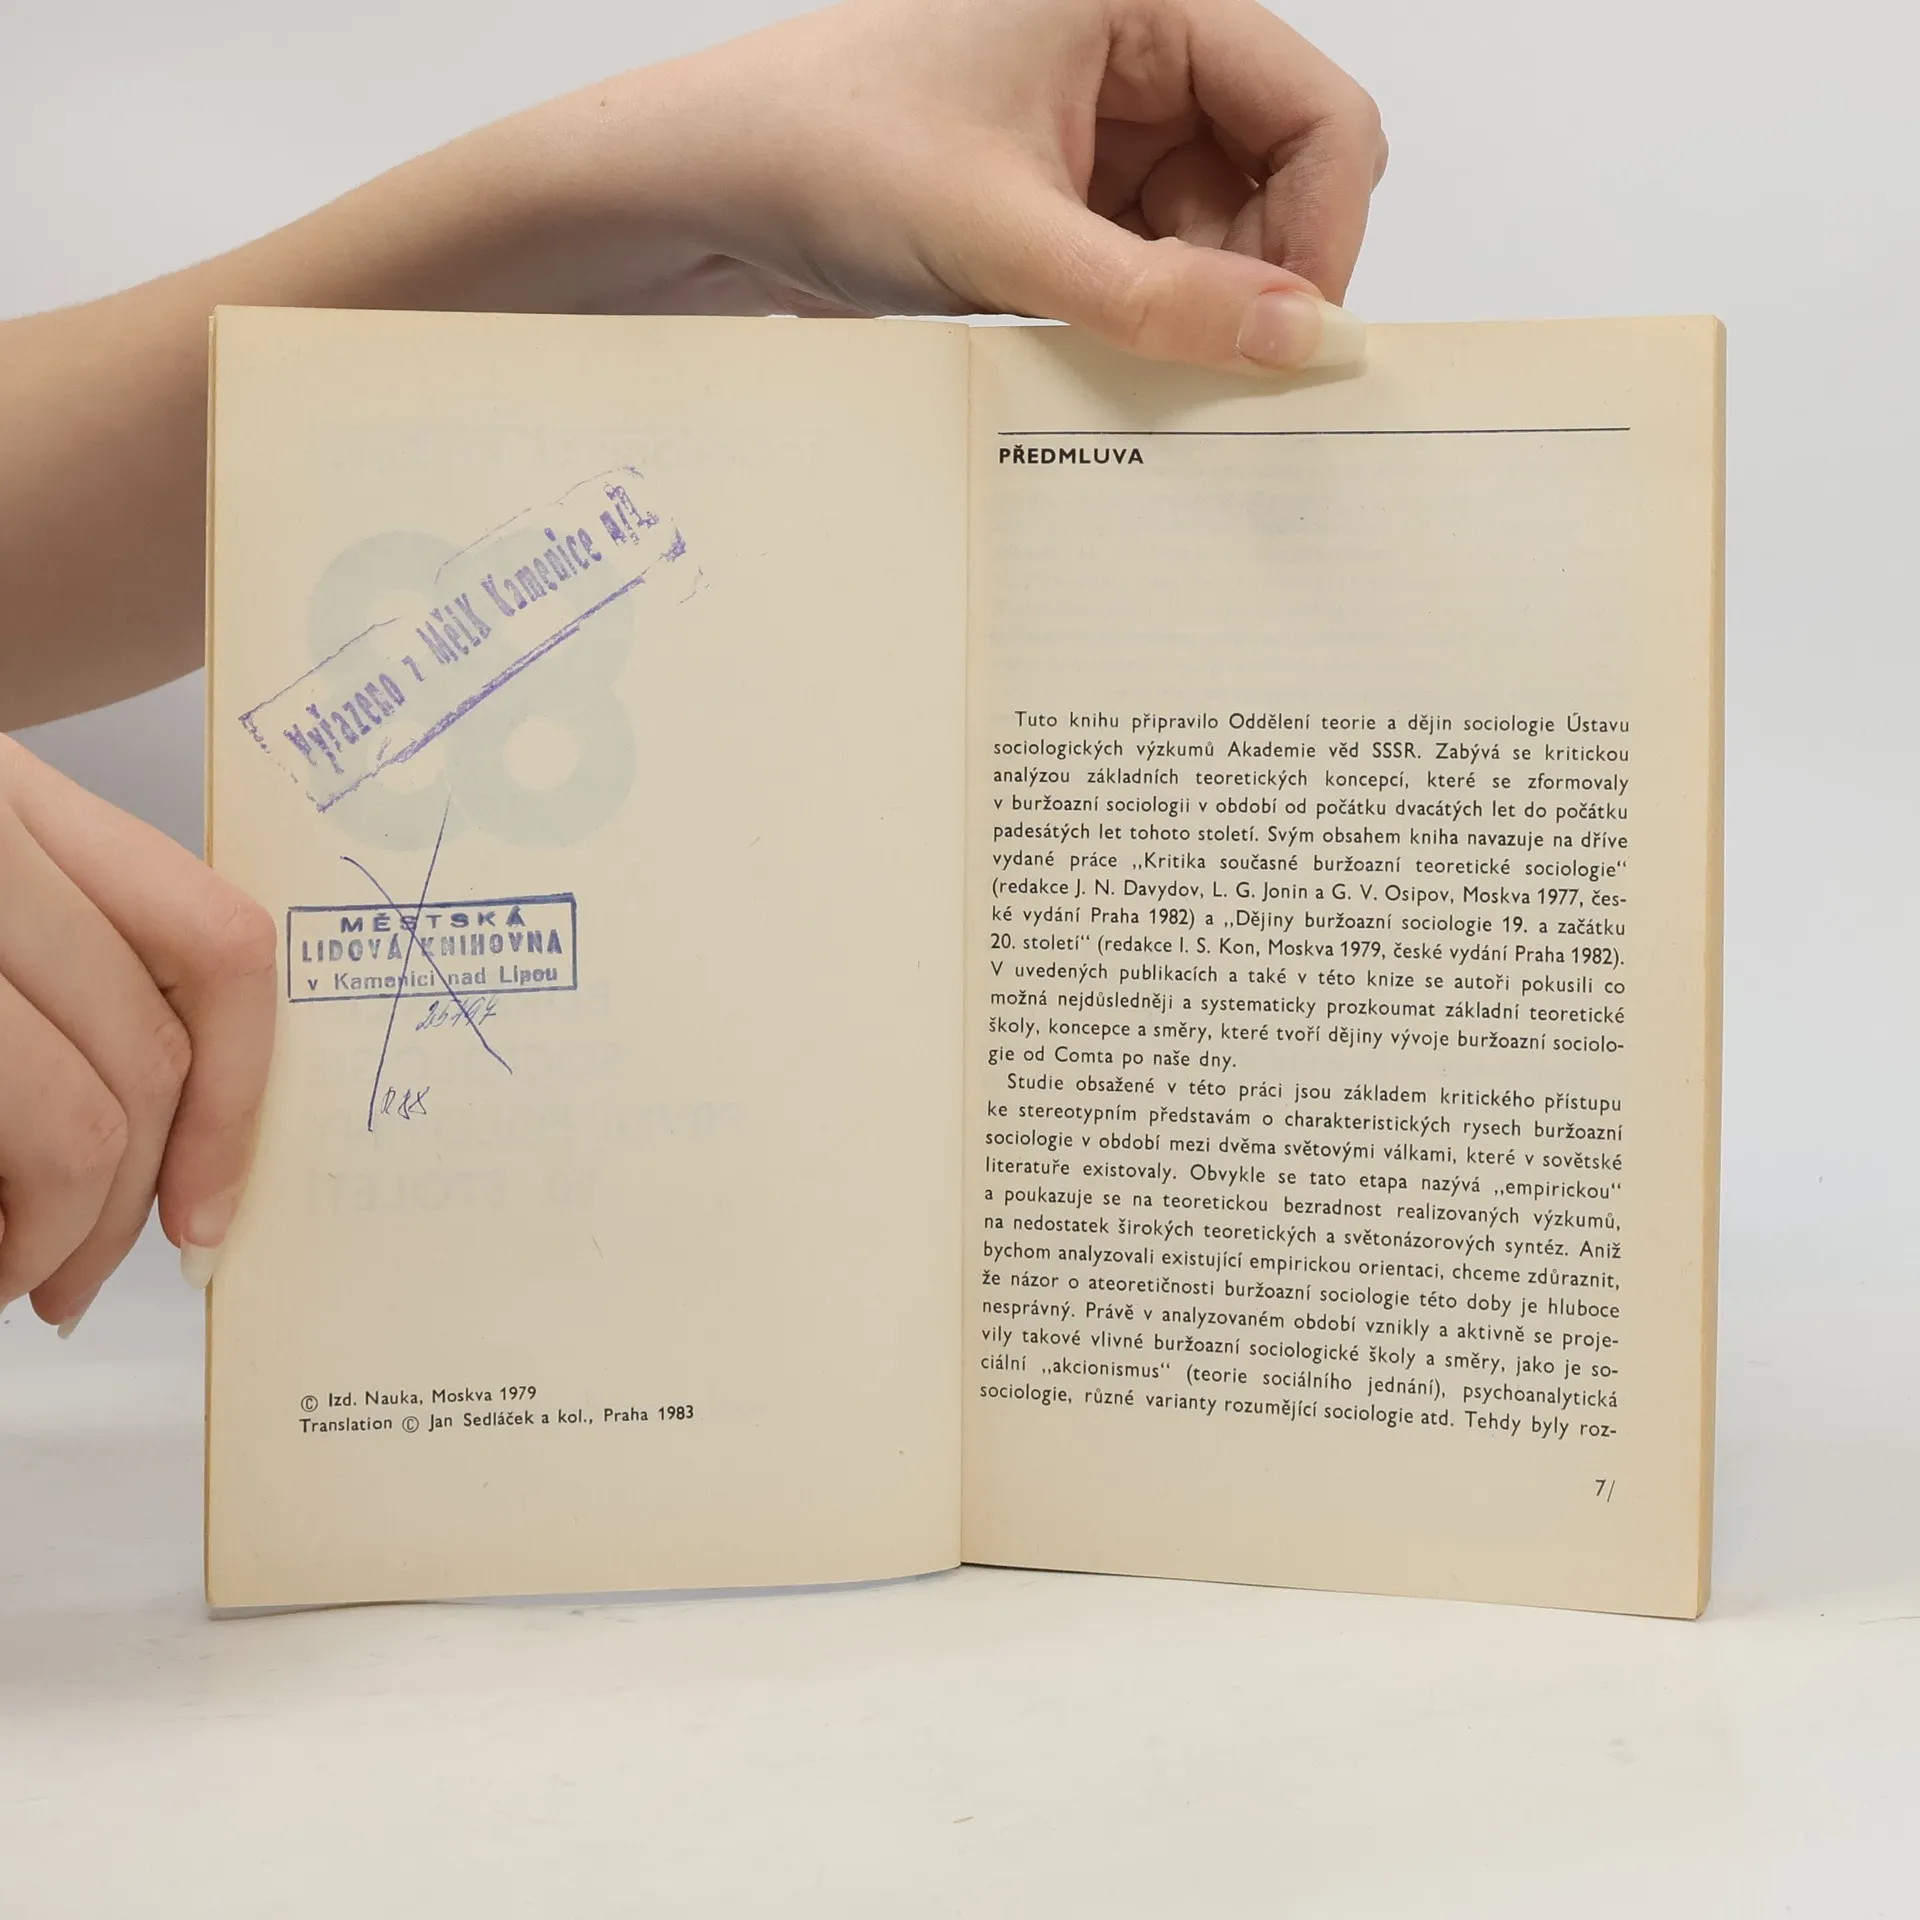 Vyřazeno z MěLK Kamenice n/L
MĚSTSKÁ
LIDOVÁ KNIHOVNA
v Kamenici nad Lipou
© Izd. Nauka, Moskva 1979
Translation © Jan Sedláček a kol., Praha 1983
PŘEDMLUVA
Tuto knihu připravilo Oddělení teorie a dějin sociologie Ústavu
sociologických výzkumů Akademie věd SSSR. Zabývá se kritickou
analýzou základních teoretických koncepcí, které se zformovaly
v buržoazní sociologii v období od počátku dvacátých let do počátku
padesátých let tohoto století. Svým obsahem kniha navazuje na dříve
vydané práce „Kritika současné buržoazní teoretické sociologie“
(redakce J. N. Davydov, L. G. Jonin a G. V. Osipov, Moskva 1977, čes-
ké vydání Praha 1982) a „Dějiny buržoazní sociologie 19. a začátku
20. století“ (redakce I. S. Kon, Moskva 1979, české vydání Praha 1982).
V uvedených publikacích a také v této knize se autoři pokusili co
možná nejdůsledněji a systematicky prozkoumat základní teoretické
školy, koncepce a směry, které tvoří dějiny vývoje buržoazní sociolo-
gie od Comta po naše dny.
Studie obsažené v této práci jsou základem kritického přístupu
ke stereotypním představám o charakteristických rysech buržoazní
sociologie v období mezi dvěma světovými válkami, které v sovětské
literatuře existovaly. Obvykle se tato etapa nazývá „empirickou“
a poukazuje se na teoretickou bezradnost realizovaných výzkumů,
na nedostatek širokých teoretických a světonázorových syntéz. Aniž
bychom analyzovali existující empirickou orientaci, chceme zdůraznit,
že názor o ateoretičnosti buržoazní sociologie této doby je hluboce
nesprávný. Právě v analyzovaném období vznikly a aktivně se proje-
vily takové vlivné buržoazní sociologické školy a směry, jako je so-
ciální „akcionismus“ (teorie sociálního jednání), psychoanalytická
sociologie, různé varianty rozumějící sociologie atd. Tehdy byly roz-
7/